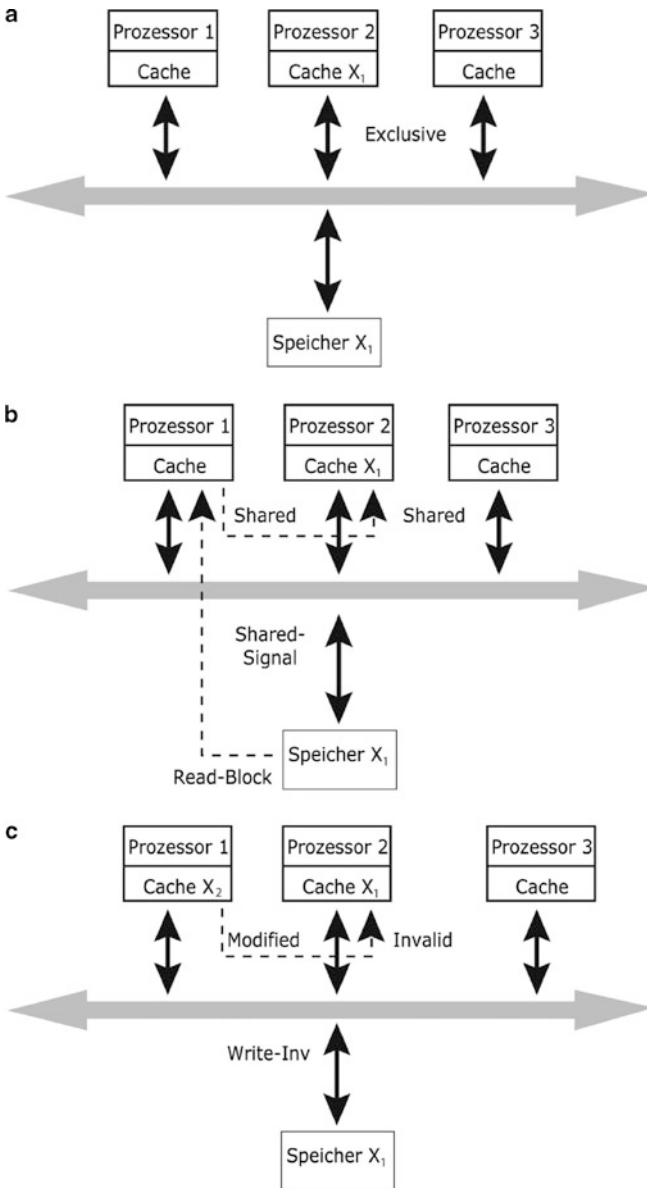 a
Prozessor 1
Prozessor 2
Prozessor 3
Cache
Cache X₁
Cache
Exclusive
Speicher X₁
b
Prozessor 1
Prozessor 2
Prozessor 3
Cache
Cache X₁
Cache
Shared
Shared
Shared-
Signal
Speicher X₁
Read-Block
c
Prozessor 1
Prozessor 2
Prozessor 3
Cache X₂
Cache X₁
Cache
Modified
Invalid
Write-Inv
Speicher X₁